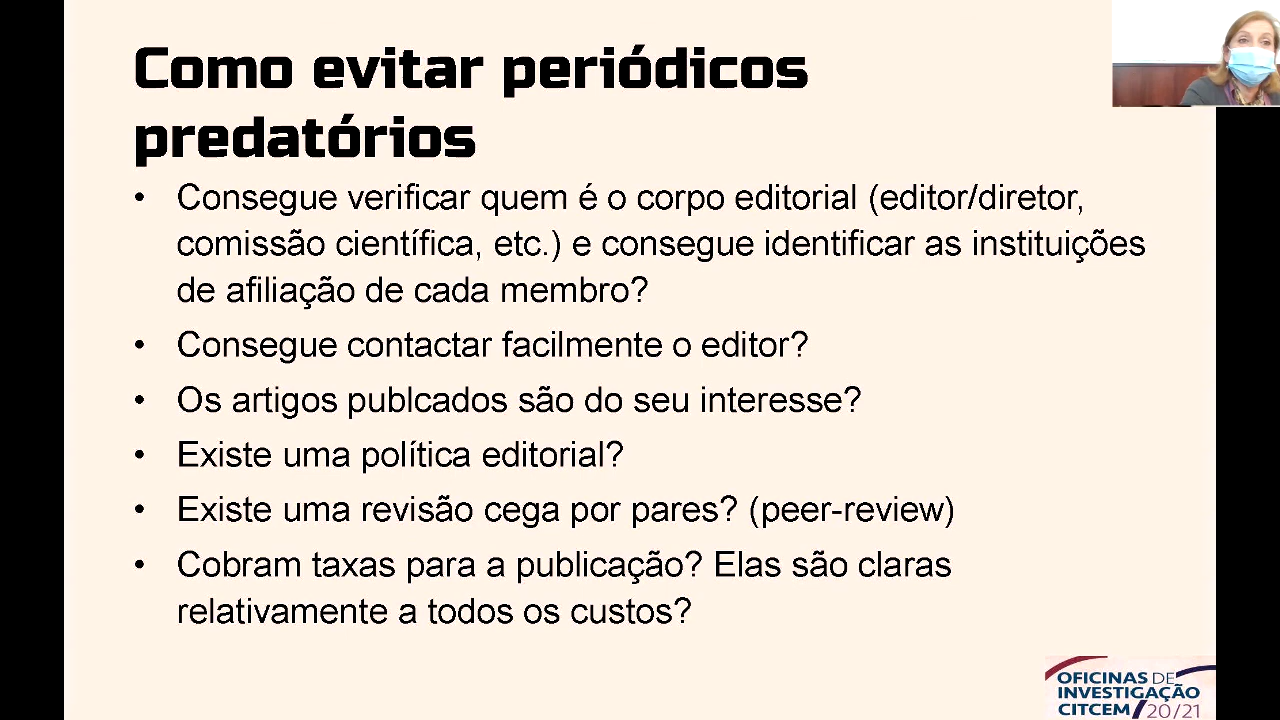 Como evitar periódicos
predatórios
• Consegue verificar quem é o corpo editorial (editor/diretor,
comissão científica, etc.) e consegue identificar as instituições
de afiliação de cada membro?
• Consegue contactar facilmente o editor?
• Os artigos publcados são do seu interesse?
• Existe uma política editorial?
• Existe uma revisão cega por pares? (peer-review)
• Cobram taxas para a publicação? Elas são claras
relativamente a todos os custos?
OFICINAS DE
INVESTIGAÇÃO
CITCEM/20/21